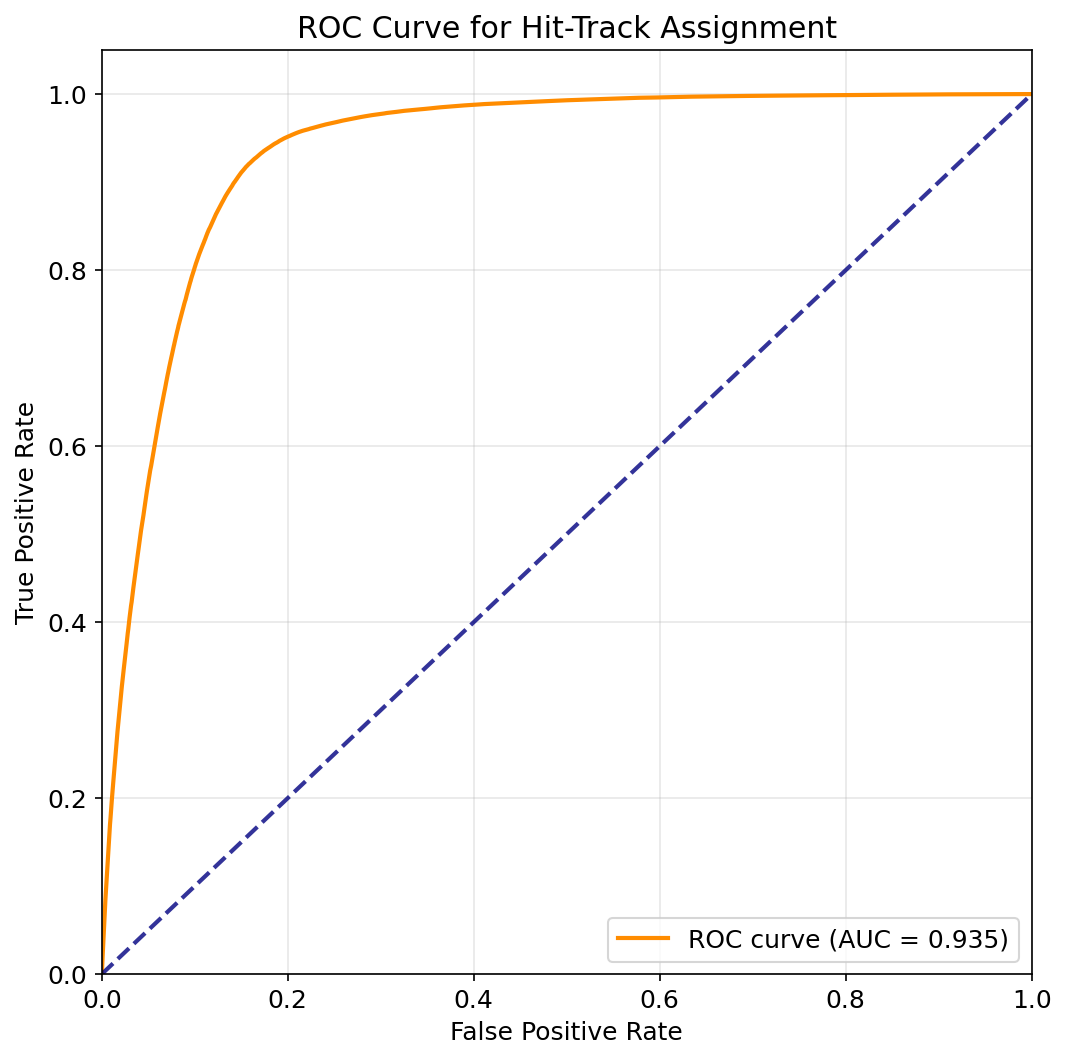 ROC Curve for Hit-Track Assignment
True Positive Rate
1.0
0.8
0.6
0.4
0.2
0.0
0.0 0.2 0.4 0.6 0.8 1.0
False Positive Rate
ROC curve (AUC = 0.935)